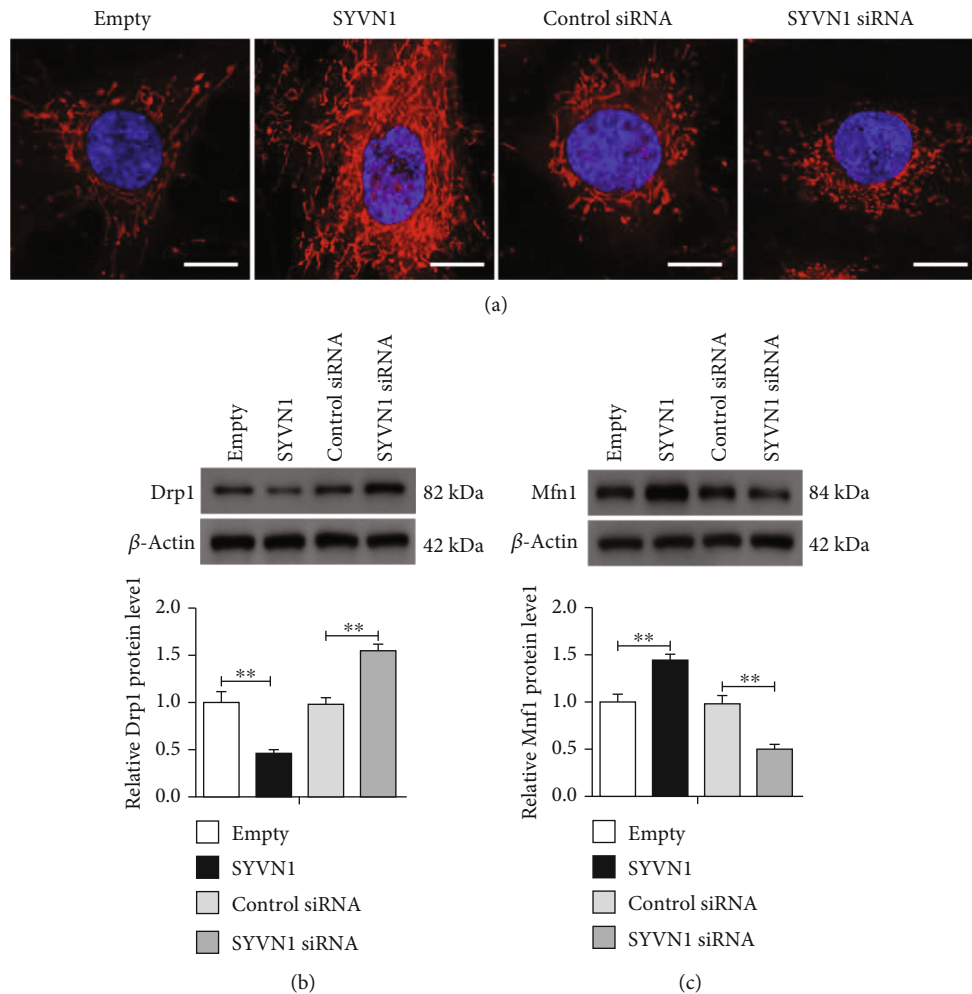 Empty SYVN1 Control siRNA SYVN1 siRNA
(a)
Empty
SYVN1
Control siRNA
SYVN1 siRNA
Drp1 82 kDa
β-Actin 42 kDa
Relative Drp1 protein level
2.0
1.5
1.0
0.5
0.0
**
**
Empty
SYVN1
Control siRNA
SYVN1 siRNA
(b)
Empty
SYVN1
Control siRNA
SYVN1 siRNA
Mfn1 84 kDa
β-Actin 42 kDa
Relative Mnf1 protein level
2.0
1.5
1.0
0.5
0.0
**
**
Empty
SYVN1
Control siRNA
SYVN1 siRNA
(c)